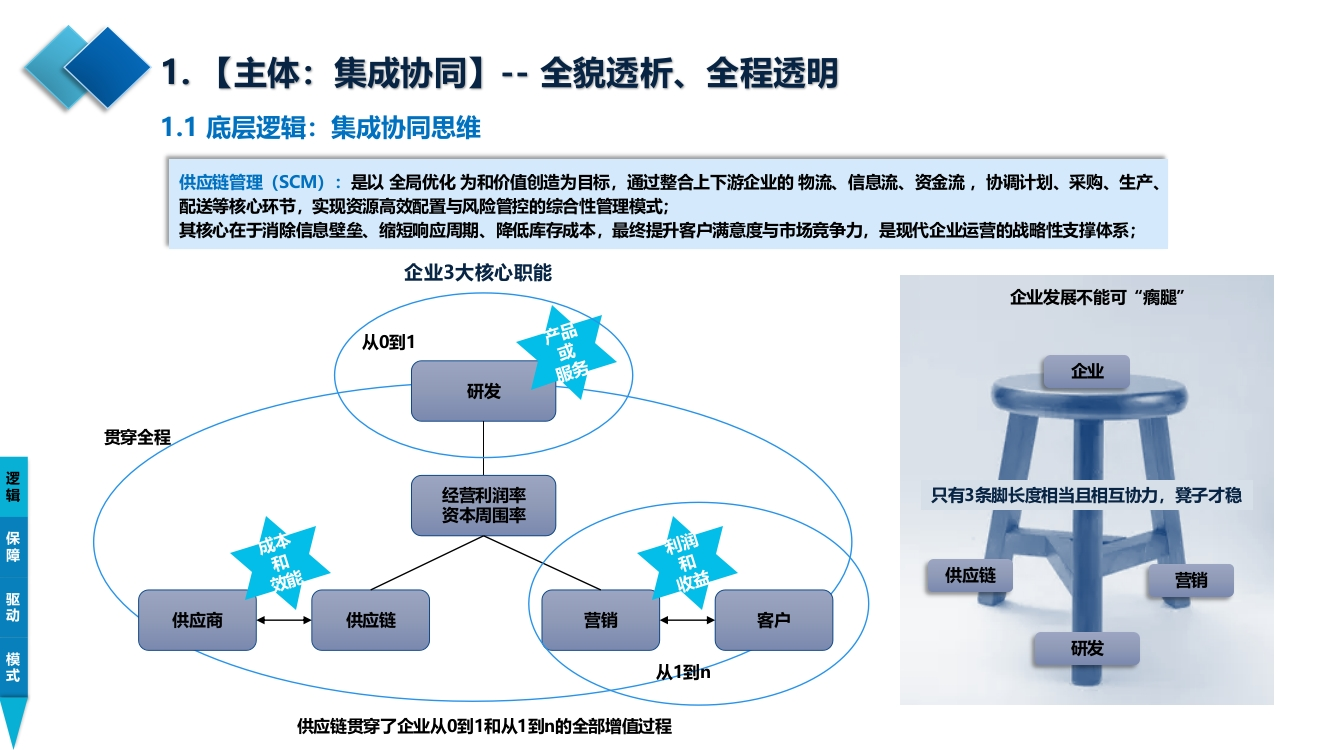 1. 【主体：集成协同】-- 全貌透析、全程透明
1.1 底层逻辑：集成协同思维
供应链管理（SCM）：是以 全局优化 为和价值创造为目标，通过整合上下游企业的 物流、信息流、资金流 ，协调计划、采购、生产、
配送等核心环节，实现资源高效配置与风险管控的综合性管理模式；
其核心在于消除信息壁垒、缩短响应周期、降低库存成本，最终提升客户满意度与市场竞争力，是现代企业运营的战略性支撑体系；
企业3大核心职能
从0到1
产品
或
服务
研发
贯穿全程
经营利润率
资本周围率
成本
和
效能
利润
和
收益
供应商
供应链
营销
客户
从1到n
供应链贯穿了企业从0到1和从1到n的全部增值过程
企业发展不能可“瘸腿”
企业
只有3条脚长度相当且相互协力，凳子才稳
供应链
营销
研发
逻
辑
保
障
驱
动
模
式